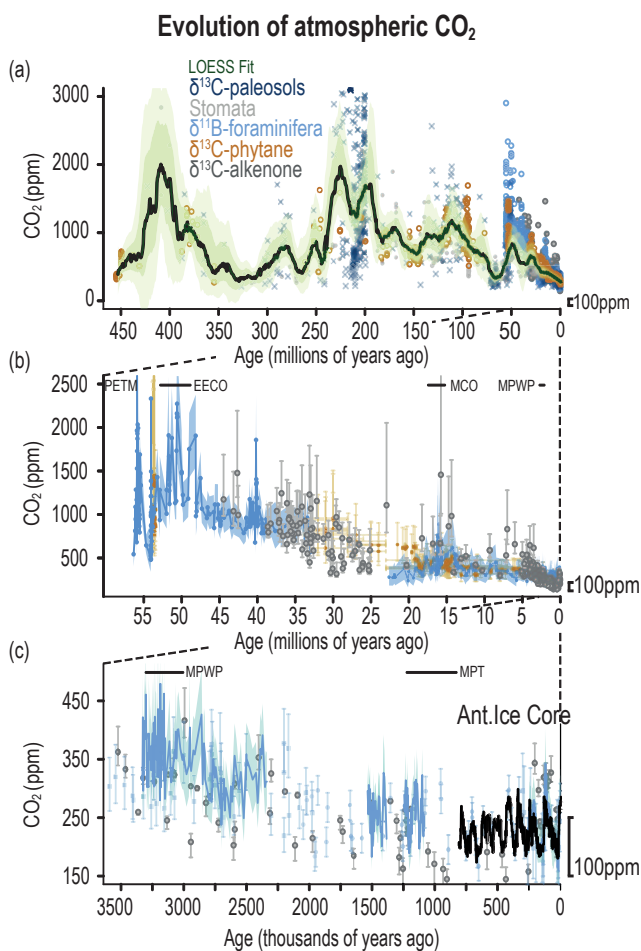 Evolution of atmospheric CO₂
(a)
LOESS Fit
δ¹³C-paleosols
Stomata
δ¹¹B-foraminifera
δ¹³C-phytane
δ¹³C-alkenone
CO₂ (ppm)
3000
2000
1000
0
100ppm
450 400 350 300 250 200 150 100 50 0
Age (millions of years ago)
(b)
PETM EECO MCO MPWP
CO₂ (ppm)
2500
2000
1500
1000
500
100ppm
55 50 45 40 35 30 25 20 15 10 5 0
Age (millions of years ago)
(c)
MPWP MPT
Ant.Ice Core
CO₂ (ppm)
450
350
250
150
100ppm
3500 3000 2500 2000 1500 1000 500 0
Age (thousands of years ago)